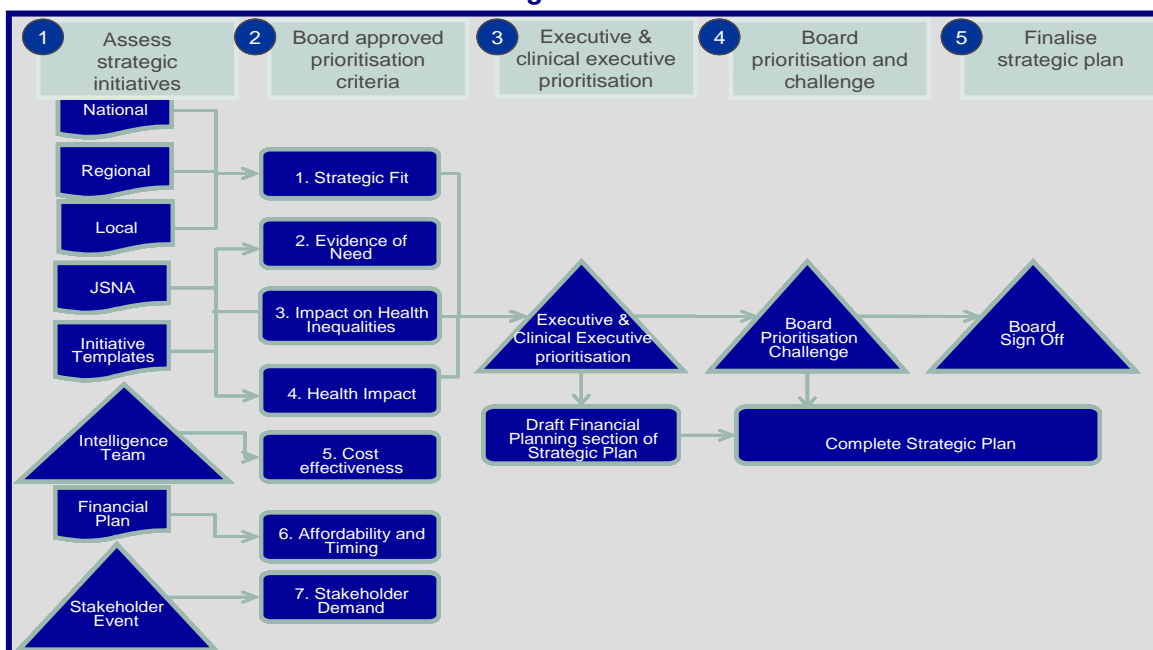 1
Assess
strategic
initiatives
2
Board approved
prioritisation
criteria
3
Executive &
clinical executive
prioritisation
4
Board
prioritisation and
challenge
5
Finalise
strategic plan
National
Regional
Local
JSNA
Initiative
Templates
Intelligence
Team
Financial
Plan
Stakeholder
Event
1. Strategic Fit
2. Evidence of
Need
3. Impact on Health
Inequalities
4. Health Impact
5. Cost
effectiveness
6. Affordability and
Timing
7. Stakeholder
Demand
Executive &
Clinical Executive
prioritisation
Draft Financial
Planning section of
Strategic Plan
Board
Prioritisation
Challenge
Complete Strategic Plan
Board
Sign Off